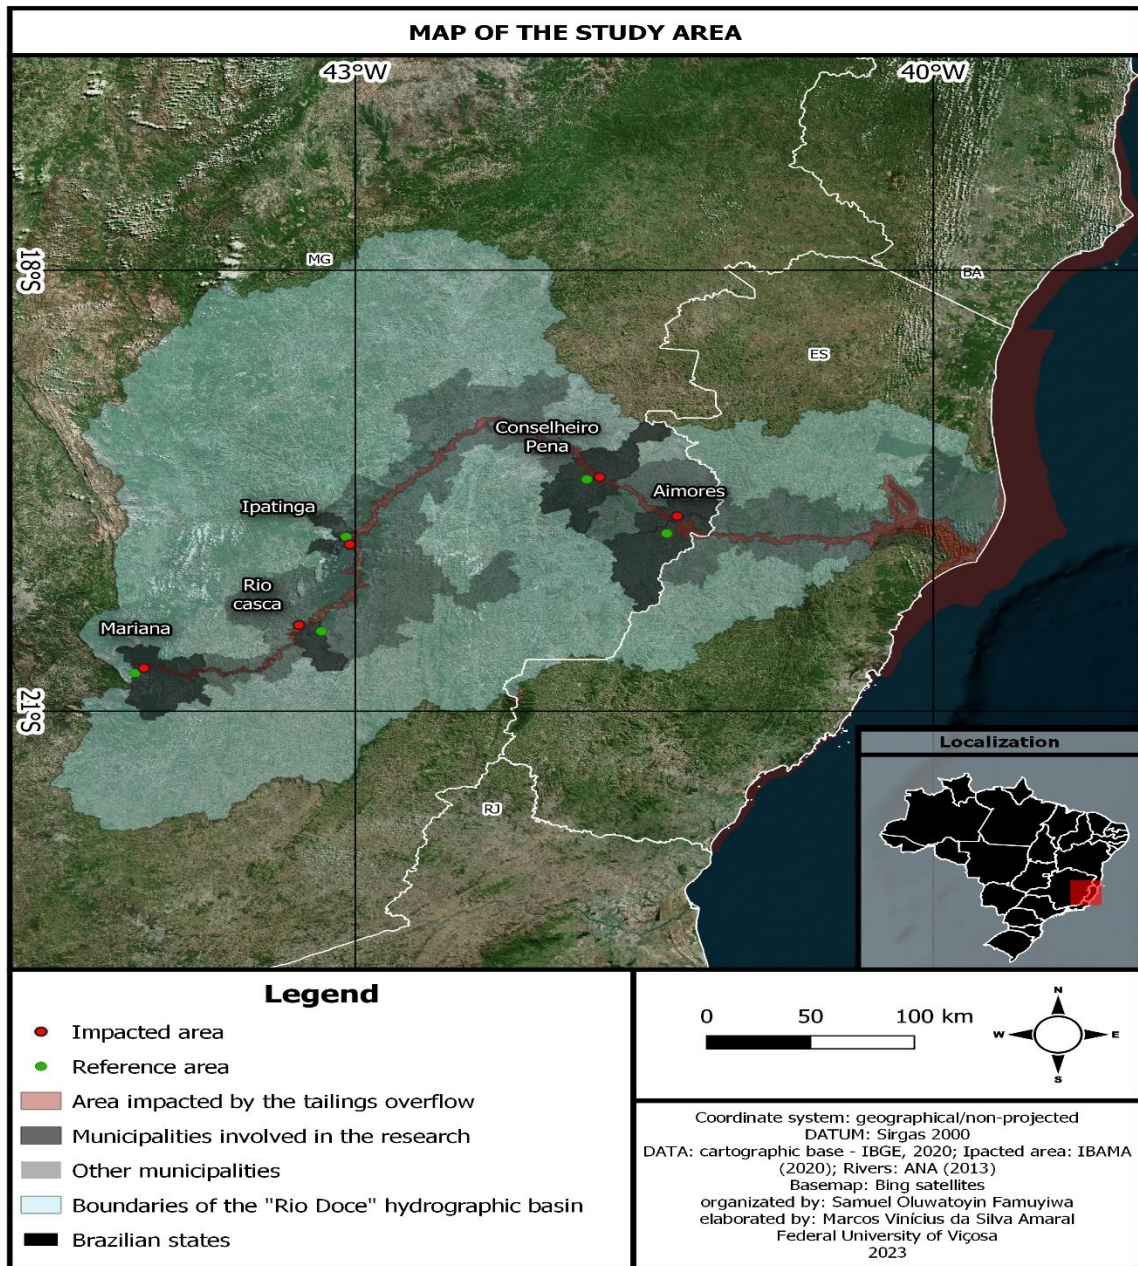 MAP OF THE STUDY AREA
43°W
40°W
18°S
MG
BA
ES
Conselheiro
Pena
Aimores
Ipatinga
Rio
casca
Mariana
21°S
RJ
Localization
Legend
Impacted area
Reference area
Area impacted by the tailings overflow
Municipalities involved in the research
Other municipalities
Boundaries of the "Rio Doce" hydrographic basin
Brazilian states
0 50 100 km
N
W E
S
Coordinate system: geographical/non-projected
DATUM: Sirgas 2000
DATA: cartographic base - IBGE, 2020; Ipacted area: IBAMA
(2020); Rivers: ANA (2013)
Basemap: Bing satellites
organized by: Samuel Oluwatoyin Famuyiwa
elaborated by: Marcos Vinícius da Silva Amaral
Federal University of Viçosa
2023